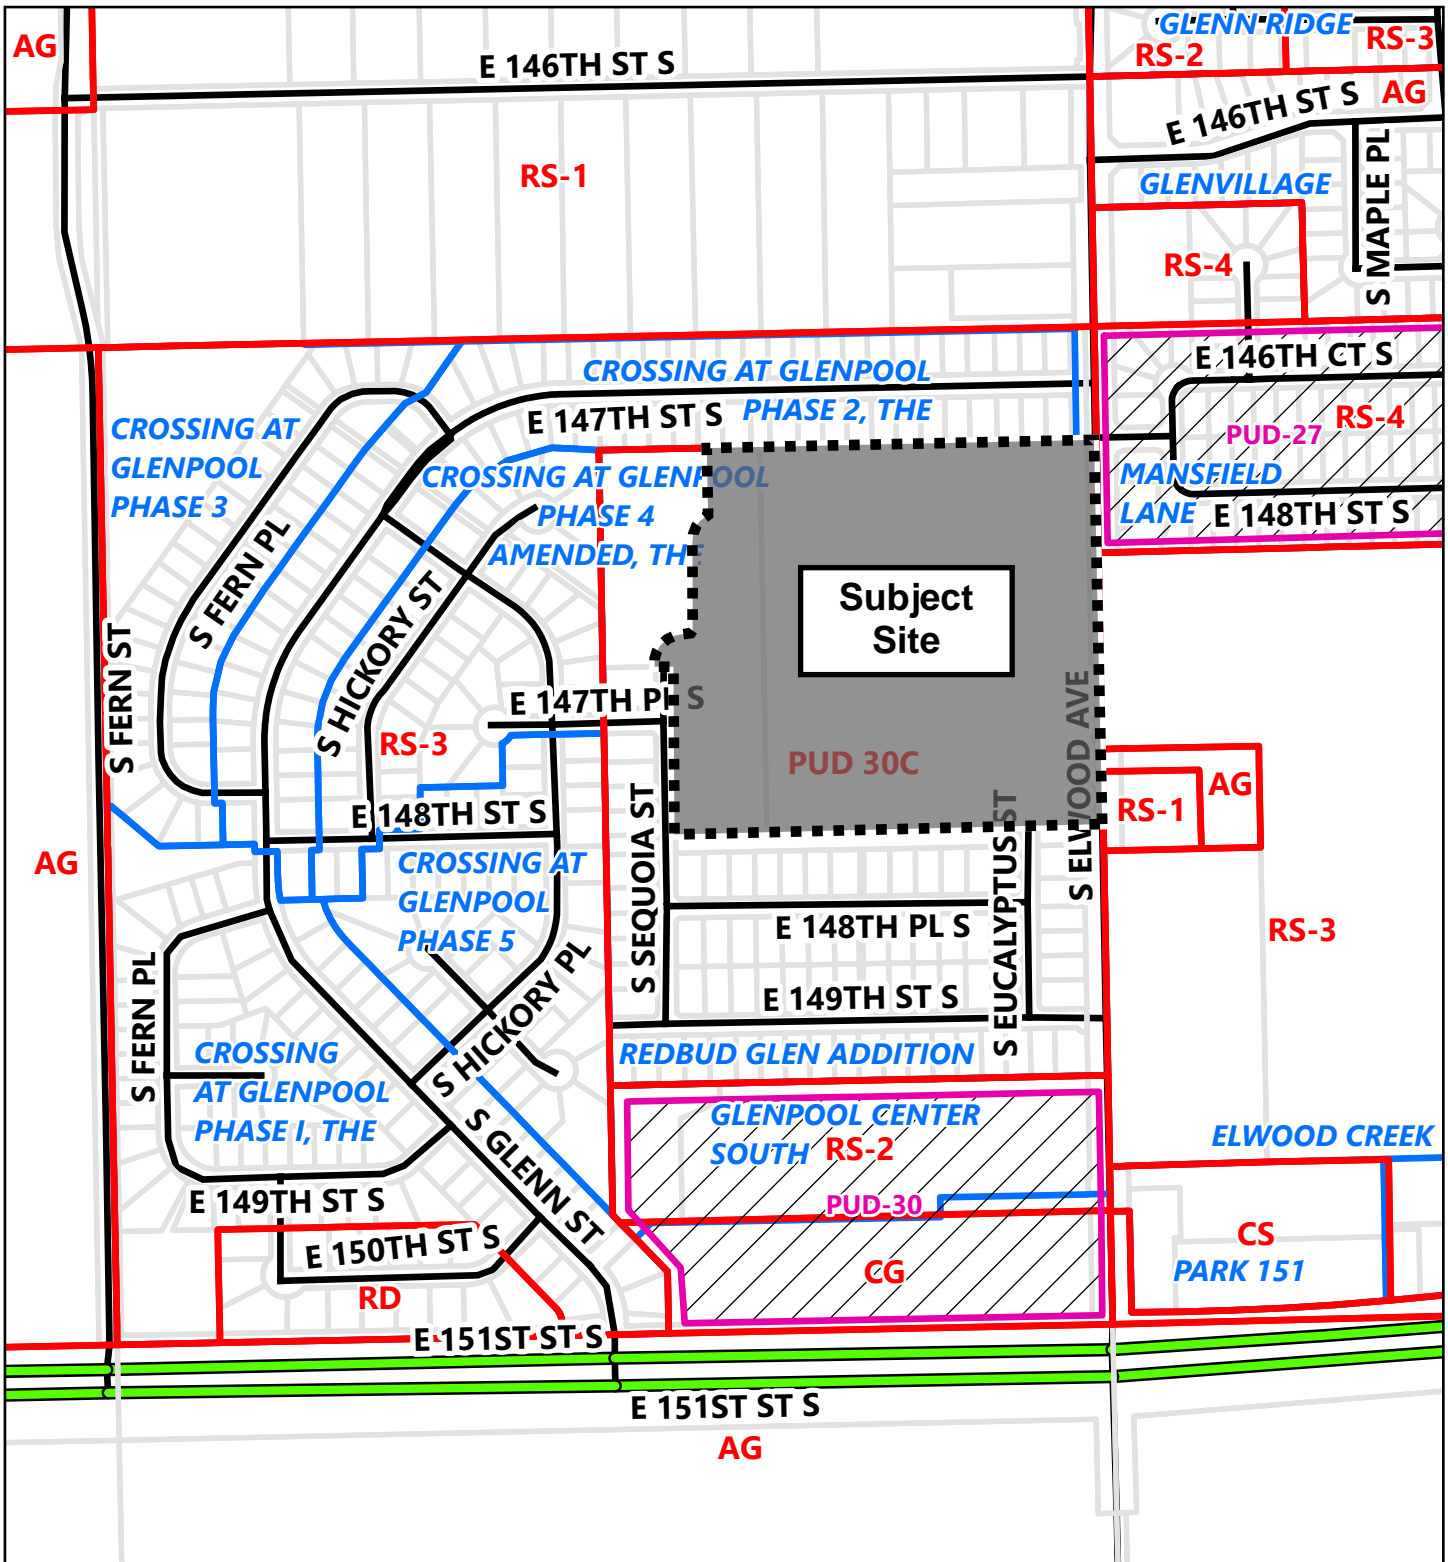 AG
GLENN RIDGE
RS-2
RS-3
E 146TH ST S
AG
E 146TH ST S
RS-1
GLENVILLAGE
S MAPLE PL
RS-4
E 146TH CT S
CROSSING AT GLENPOOL
PHASE 2, THE
E 147TH ST S
CROSSING AT
GLENPOOL
PHASE 3
RS-4
PUD-27
MANSFIELD
LANE
E 148TH ST S
CROSSING AT GLENPOOL
PHASE 4
AMENDED, THE
S FERN PL
S HICKORY ST
S FERN ST
Subject
Site
E 147TH PL S
RS-3
PUD 30C
S ELWOOD AVE
AG
RS-1
E 148TH ST S
S SEQUOIA ST
S EUCALYPTUS ST
AG
CROSSING AT
GLENPOOL
PHASE 5
E 148TH PL S
RS-3
S FERN PL
S HICKORY PL
E 149TH ST S
CROSSING
AT GLENPOOL
PHASE I, THE
REDBUD GLEN ADDITION
GLENPOOL CENTER
SOUTH
RS-2
ELWOOD CREEK
S GLENN ST
E 149TH ST S
PUD-30
E 150TH ST S
CS
PARK 151
CG
RD
E 151ST ST S
E 151ST ST S
AG